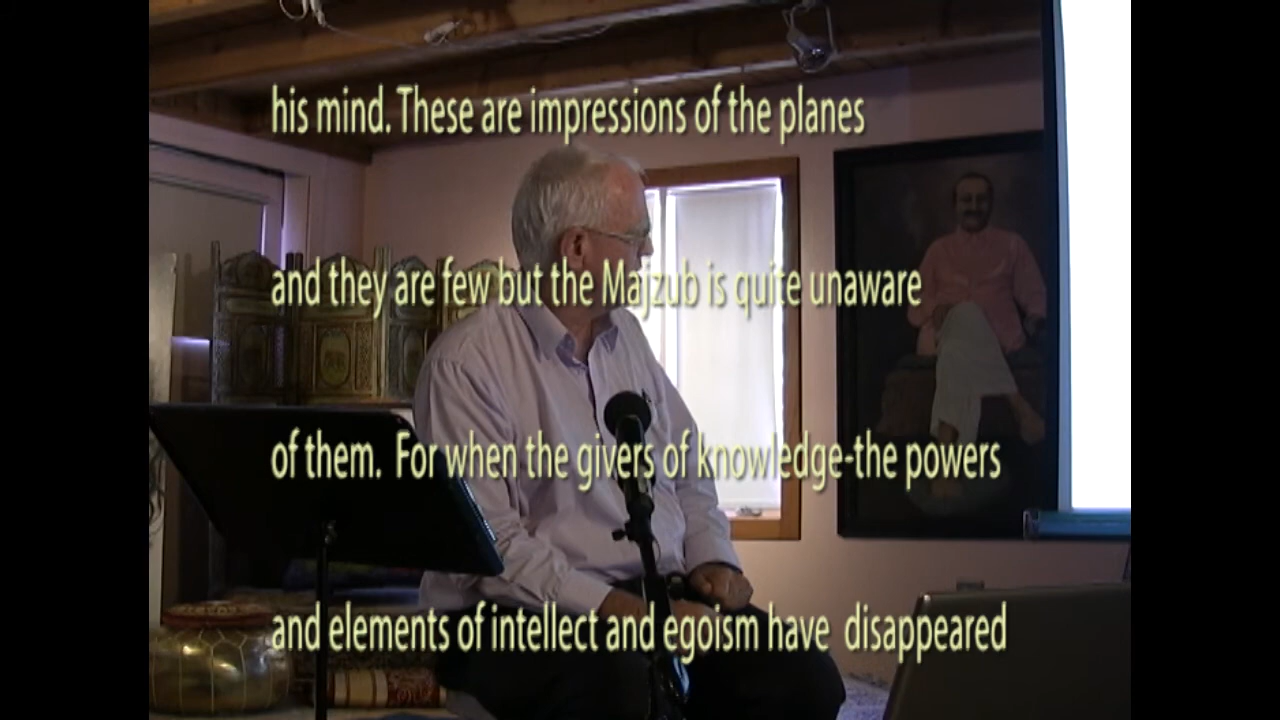 his mind. These are impressions of the planes
and they are few but the Majzub is quite unaware
of them. For when the givers of knowledge-the powers
and elements of intellect and egoism have disappeared